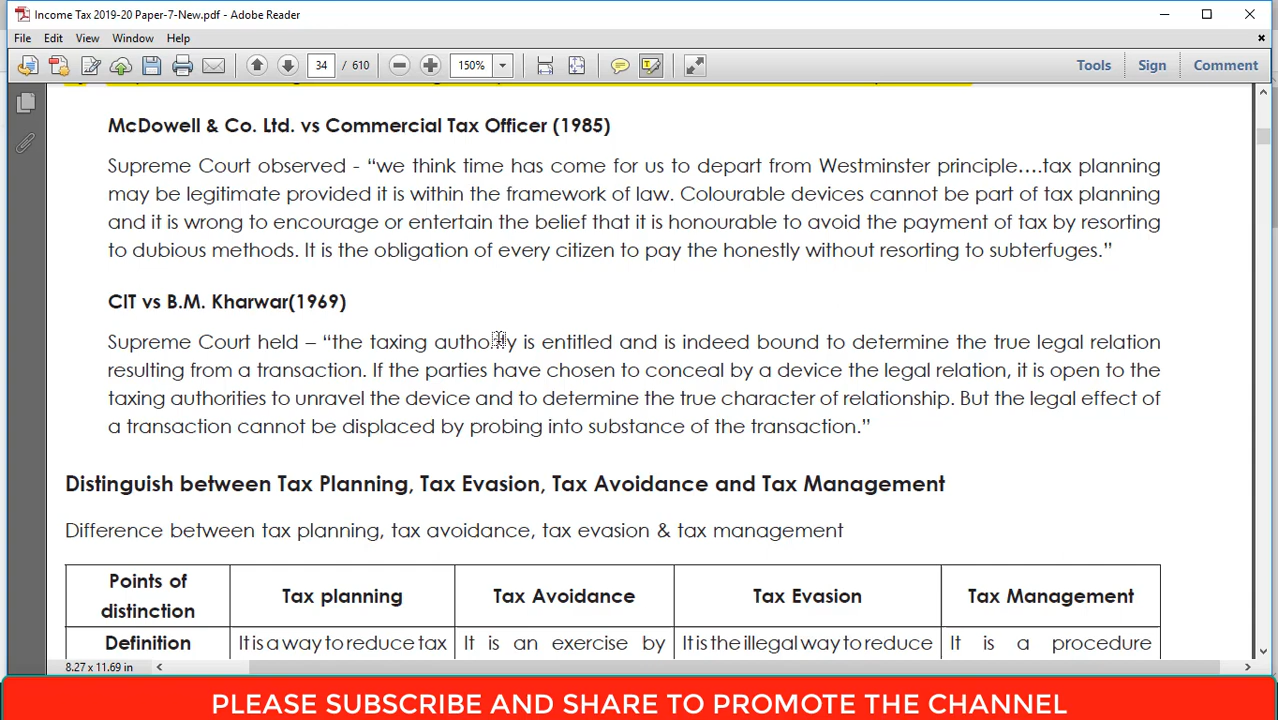 Income Tax 2019-20 Paper-7-New.pdf - Adobe Reader
File Edit View Window Help
34 / 610 150% Tools Sign Comment
McDowell & Co. Ltd. vs Commercial Tax Officer (1985)
Supreme Court observed - “we think time has come for us to depart from Westminster principle….tax planning
may be legitimate provided it is within the framework of law. Colourable devices cannot be part of tax planning
and it is wrong to encourage or entertain the belief that it is honourable to avoid the payment of tax by resorting
to dubious methods. It is the obligation of every citizen to pay the honestly without resorting to subterfuges.”
CIT vs B.M. Kharwar(1969)
Supreme Court held – “the taxing authority is entitled and is indeed bound to determine the true legal relation
resulting from a transaction. If the parties have chosen to conceal by a device the legal relation, it is open to the
taxing authorities to unravel the device and to determine the true character of relationship. But the legal effect of
a transaction cannot be displaced by probing into substance of the transaction.”
Distinguish between Tax Planning, Tax Evasion, Tax Avoidance and Tax Management
Difference between tax planning, tax avoidance, tax evasion & tax management
Points of distinction Tax planning Tax Avoidance Tax Evasion Tax Management
Definition It is a way to reduce tax It is an exercise by It is the illegal way to reduce It is a procedure
8.27 x 11.69 in
PLEASE SUBSCRIBE AND SHARE TO PROMOTE THE CHANNEL